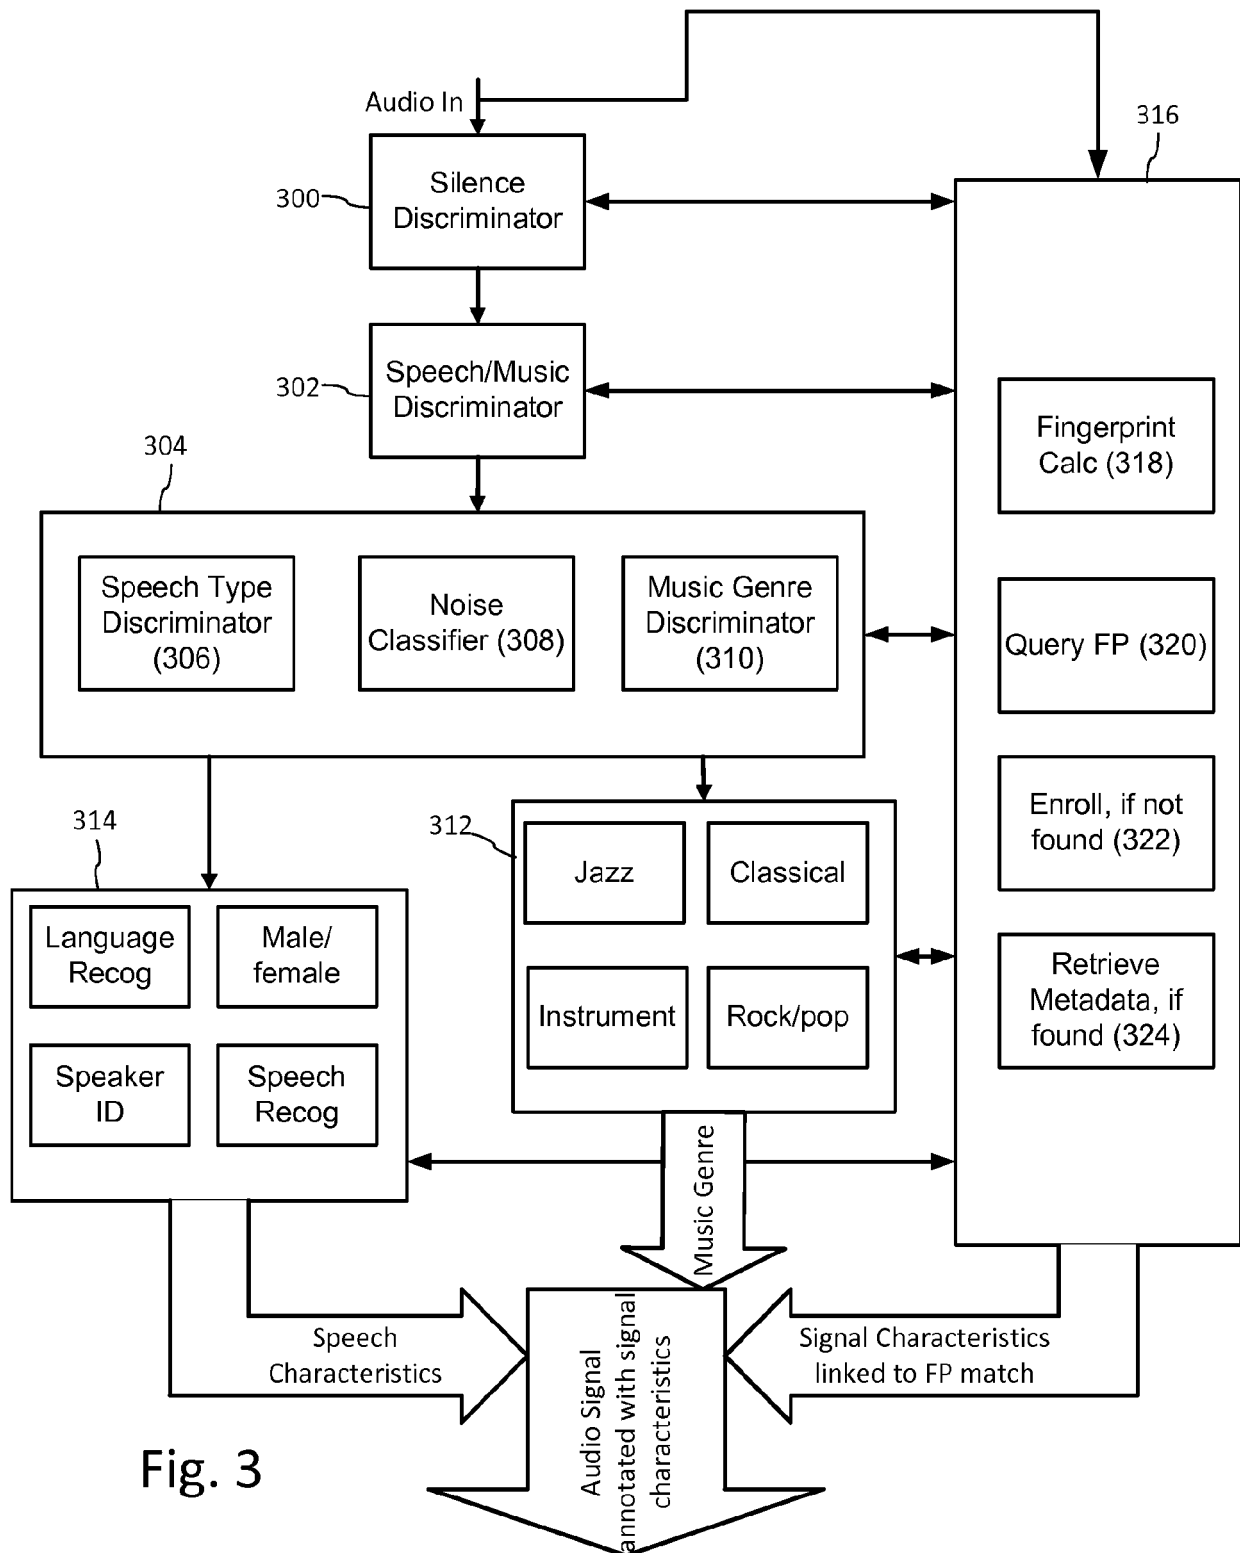 Audio In
316
Silence
Discriminator
300
Speech/Music
Discriminator
302
304
Fingerprint
Calc (318)
Speech Type
Discriminator
(306)
Noise
Classifier (308)
Music Genre
Discriminator
(310)
Query FP (320)
314
312
Jazz
Classical
Instrument
Rock/pop
Enroll, if not
found (322)
Language
Recog
Male/
female
Speaker
ID
Speech
Recog
Retrieve
Metadata, if
found (324)
Music Genre
Speech
Characteristics
Signal Characteristics
linked to FP match
Audio Signal
annotated with signal
characteristics
Fig. 3